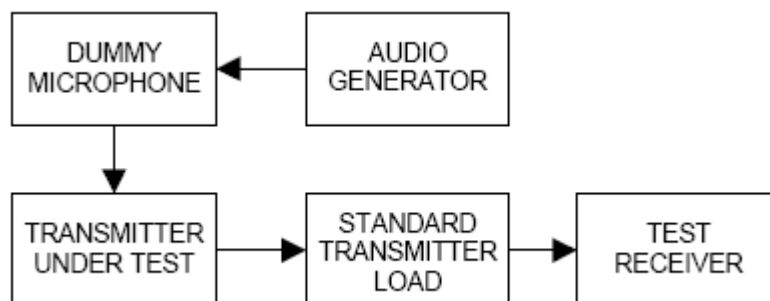 DUMMY
MICROPHONE
AUDIO
GENERATOR
TRANSMITTER
UNDER TEST
STANDARD
TRANSMITTER
LOAD
TEST
RECEIVER